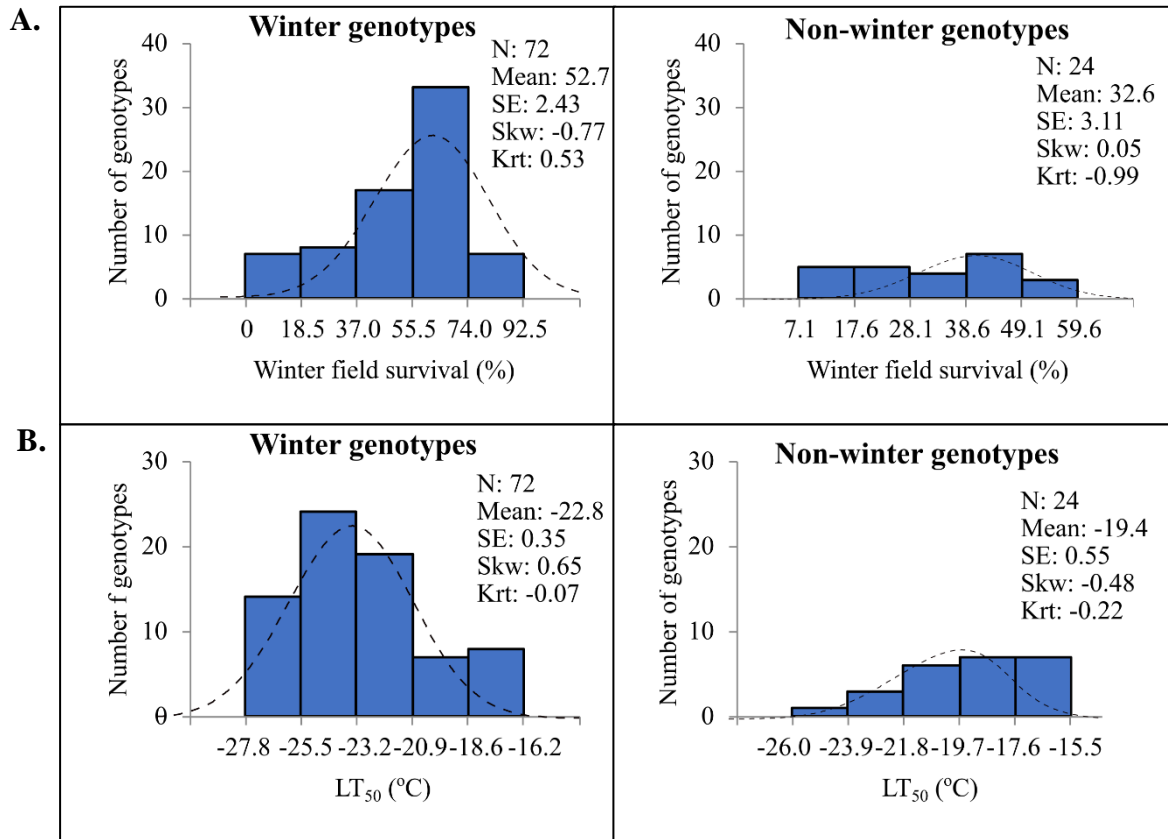 A.
Winter genotypes
N: 72
Mean: 52.7
SE: 2.43
Skw: -0.77
Krt: 0.53
Number of genotypes
40
30
20
10
0
0 18.5 37.0 55.5 74.0 92.5
Winter field survival (%)
Non-winter genotypes
N: 24
Mean: 32.6
SE: 3.11
Skw: 0.05
Krt: -0.99
Number of genotypes
40
30
20
10
0
7.1 17.6 28.1 38.6 49.1 59.6
Winter field survival (%)
B.
Winter genotypes
N: 72
Mean: -22.8
SE: 0.35
Skw: 0.65
Krt: -0.07
Number f genotypes
30
20
10
0
-27.8 -25.5 -23.2 -20.9 -18.6 -16.2
LT50 (ºC)
Non-winter genotypes
N: 24
Mean: -19.4
SE: 0.55
Skw: -0.48
Krt: -0.22
Number of genotypes
30
20
10
0
-26.0 -23.9 -21.8 -19.7 -17.6 -15.5
LT50 (ºC)